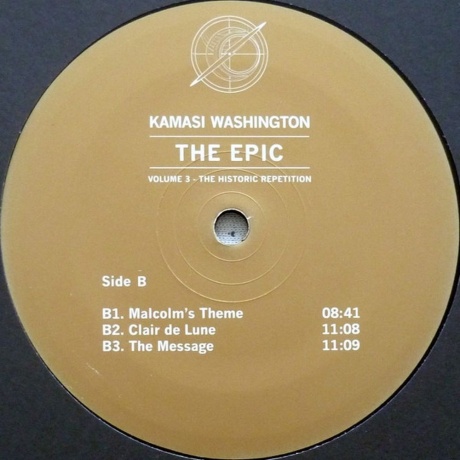 KAMASI WASHINGTON
THE EPIC
VOLUME 3 - THE HISTORIC REPETITION
Side B
B1. Malcolm's Theme 08:41
B2. Clair de Lune 11:08
B3. The Message 11:09